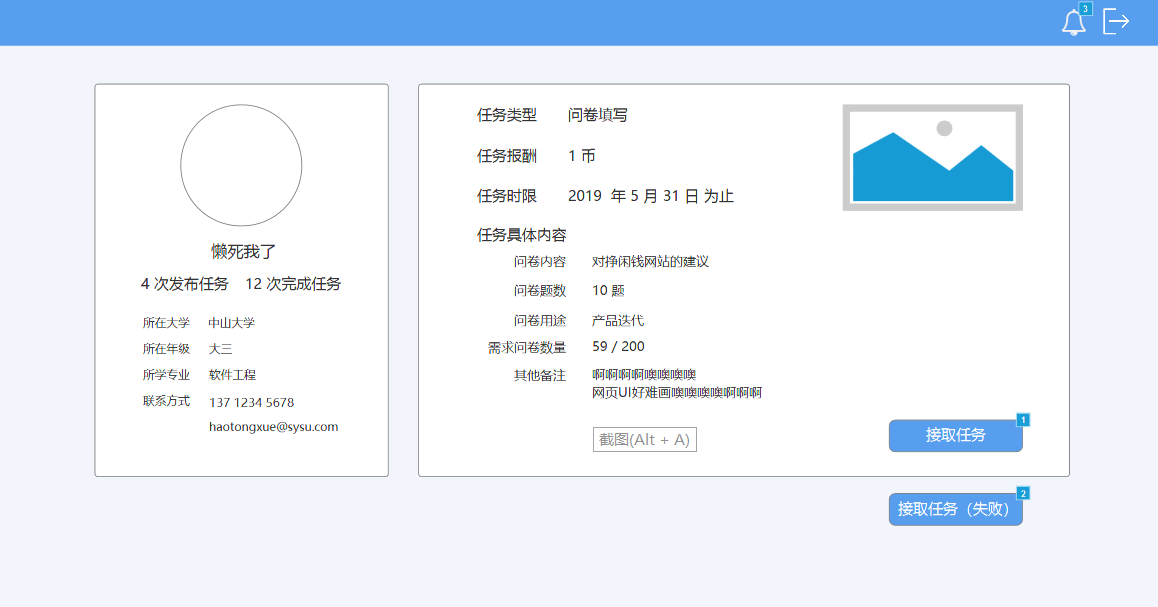 3
懒死我了
4 次发布任务 12 次完成任务
所在大学 中山大学
所在年级 大三
所学专业 软件工程
联系方式 137 1234 5678
haotongxue@sysu.com
任务类型 问卷填写
任务报酬 1 币
任务时限 2019 年 5 月 31 日 为止
任务具体内容
问卷内容 对挣闲钱网站的建议
问卷题数 10 题
问卷用途 产品迭代
需求问卷数量 59 / 200
其他备注 啊啊啊啊噢噢噢噢
网页UI好难画噢噢噢噢啊啊啊
截图(Alt + A)
1
接取任务
2
接取任务（失败）